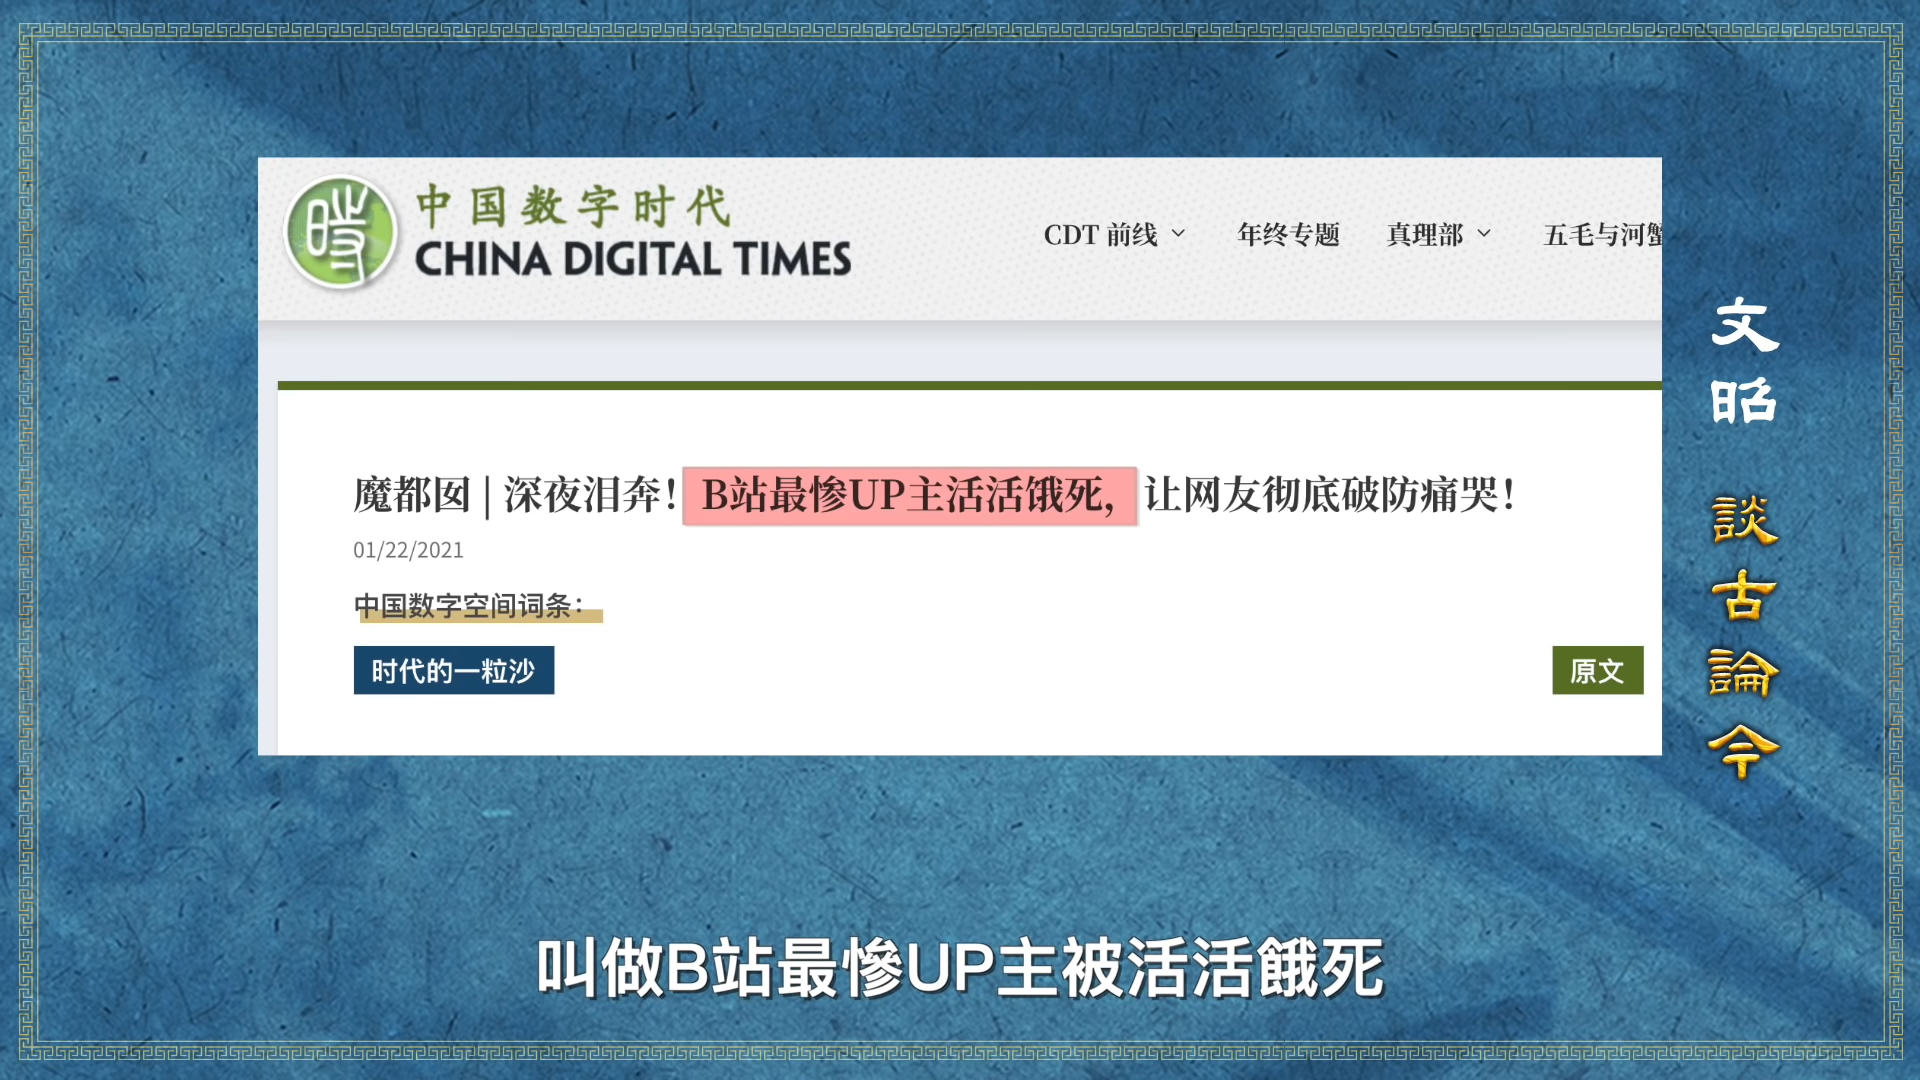 中国数字时代
CHINA DIGITAL TIMES
CDT 前线 年终专题 真理部 五毛与河蟹
魔都囡 | 深夜泪奔！B站最惨UP主活活饿死，让网友彻底破防痛哭！
01/22/2021
中国数字空间词条：
时代的一粒沙
原文
文昭
談古論今
叫做B站最慘UP主被活活餓死